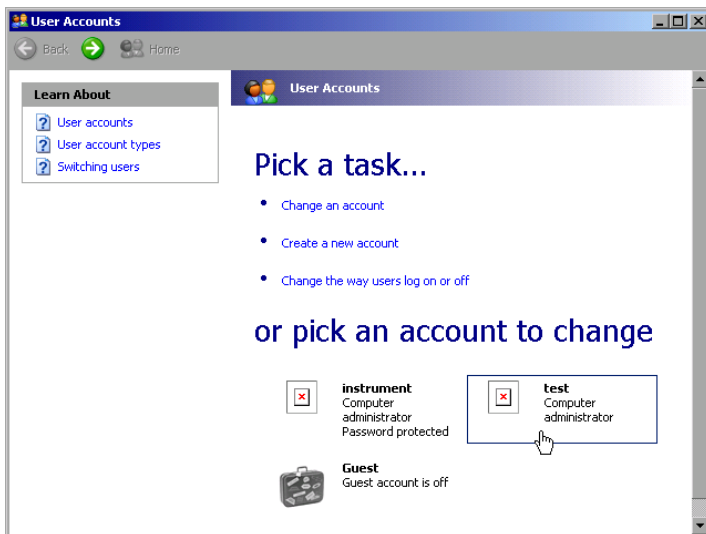 User Accounts
Back
Home
Learn About
User accounts
User account types
Switching users
User Accounts
Pick a task...
Change an account
Create a new account
Change the way users log on or off
or pick an account to change
instrument
Computer
administrator
Password protected
test
Computer
administrator
Guest
Guest account is off